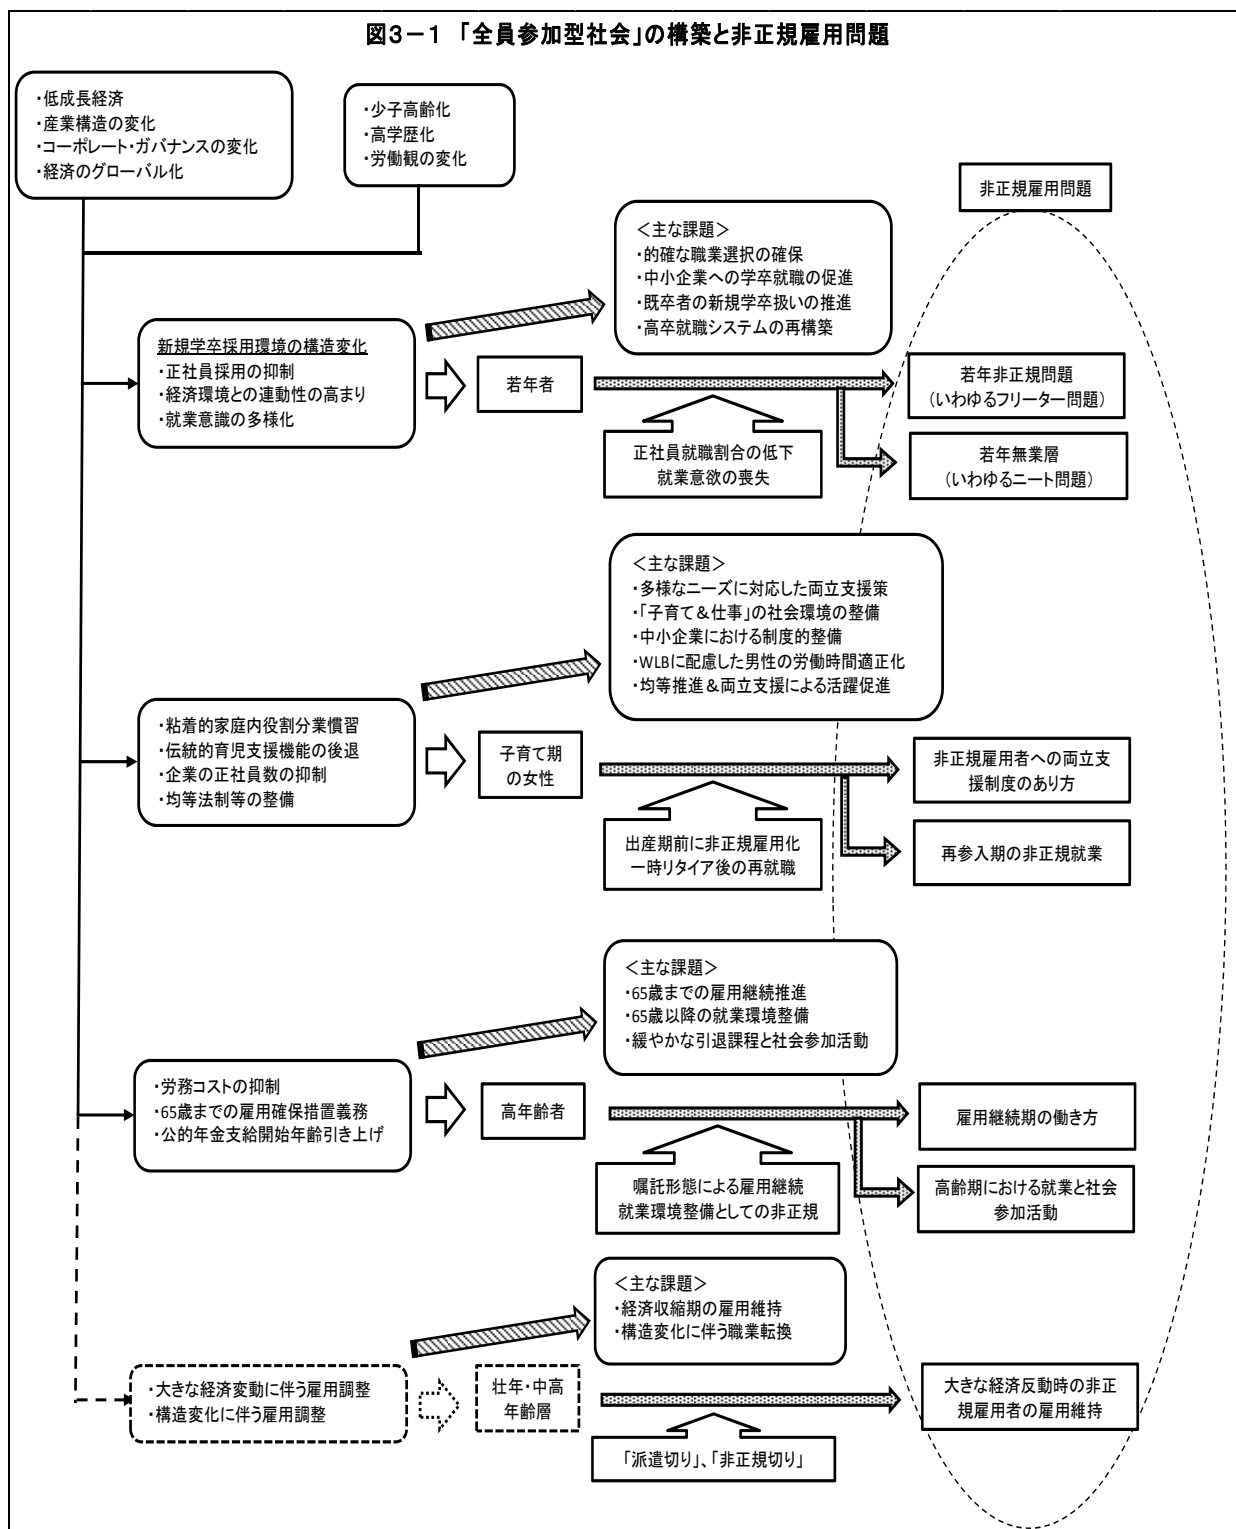 図3-1 「全員参加型社会」の構築と非正規雇用問題
・低成長経済
・産業構造の変化
・コーポレート・ガバナンスの変化
・経済のグローバル化
・少子高齢化
・高学歴化
・労働観の変化
非正規雇用問題
<主な課題>
・的確な職業選択の確保
・中小企業への学卒就職の促進
・既卒者の新規学卒扱いの推進
・高卒就職システムの再構築
新規学卒採用環境の構造変化
・正社員採用の抑制
・経済環境との連動性の高まり
・就業意識の多様化
若年者
正社員就職割合の低下
就業意欲の喪失
若年非正規問題
(いわゆるフリーター問題)
若年無業層
(いわゆるニート問題)
<主な課題>
・多様なニーズに対応した両立支援策
・「子育て&仕事」の社会環境の整備
・中小企業における制度的整備
・WLBに配慮した男性の労働時間適正化
・均等推進&両立支援による活躍促進
・粘着的家庭内役割分業慣習
・伝統的育児支援機能の後退
・企業の正社員数の抑制
・均等法制等の整備
子育て期
の女性
出産期前に非正規雇用化
一時リタイア後の再就職
非正規雇用者への両立支
援制度のあり方
再参入期の非正規就業
<主な課題>
・65歳までの雇用継続推進
・65歳以降の就業環境整備
・緩やかな引退課程と社会参加活動
・労務コストの抑制
・65歳までの雇用確保措置義務
・公的年金支給開始年齢引き上げ
高年齢者
嘱託形態による雇用継続
就業環境整備としての非正規
雇用継続期の働き方
高齢期における就業と社会
参加活動
<主な課題>
・経済収縮期の雇用維持
・構造変化に伴う職業転換
・大きな経済変動に伴う雇用調整
・構造変化に伴う雇用調整
壮年・中高
年齢層
「派遣切り」、「非正規切り」
大きな経済反動時の非正
規雇用者の雇用維持